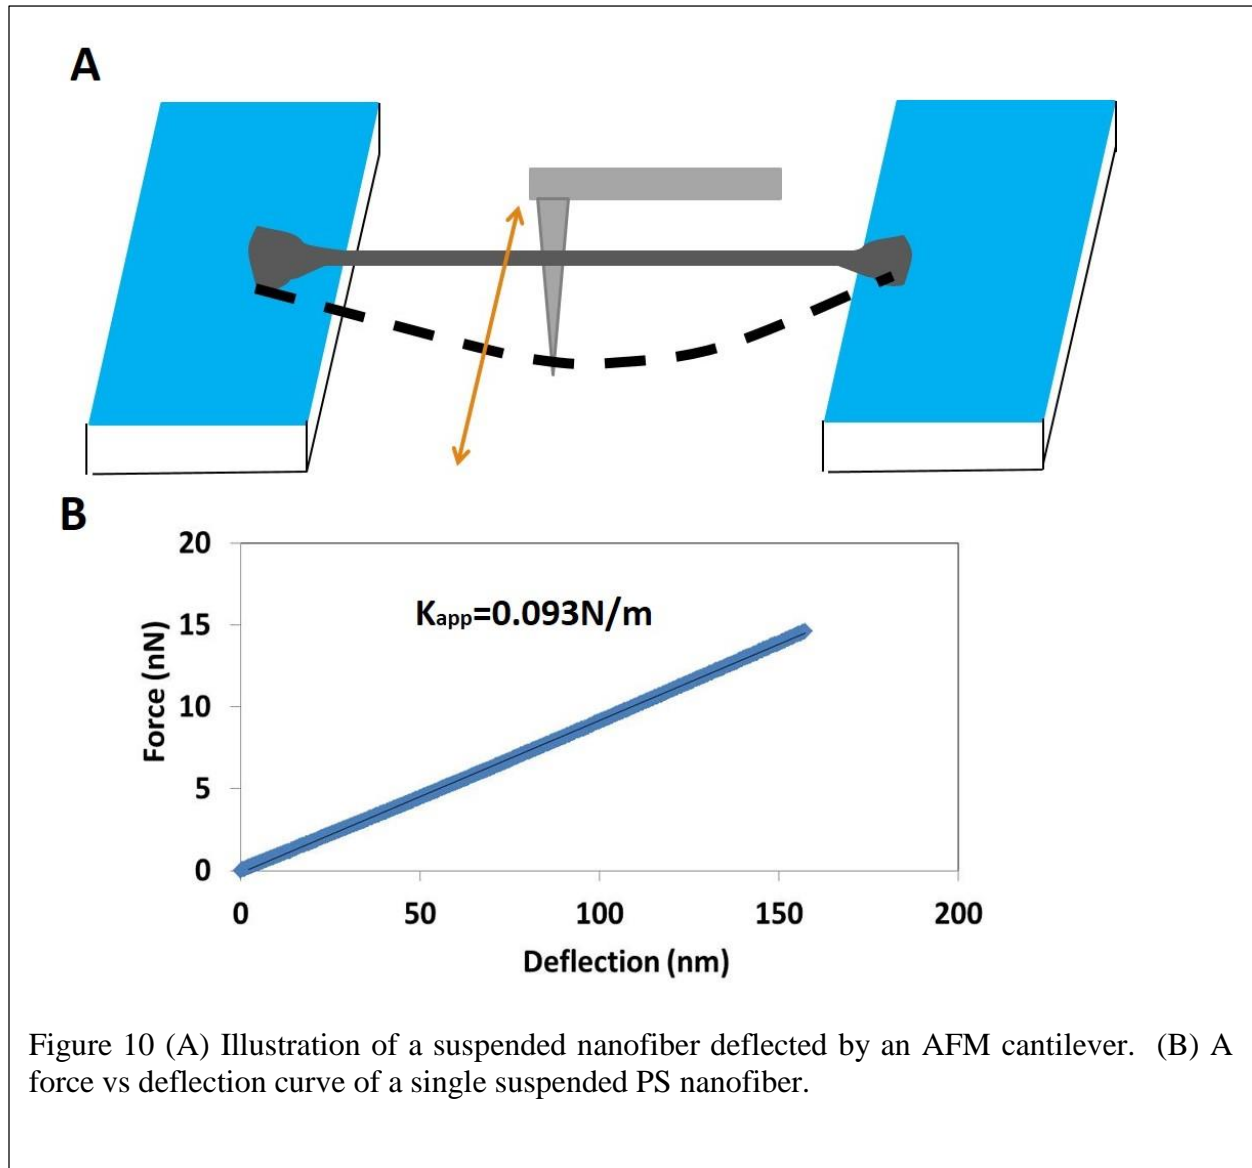 A
B
20
15
10
5
0
Force (nN)
Kapp=0.093N/m
0 50 100 150 200
Deflection (nm)
Figure 10 (A) Illustration of a suspended nanofiber deflected by an AFM cantilever. (B) A
force vs deflection curve of a single suspended PS nanofiber.